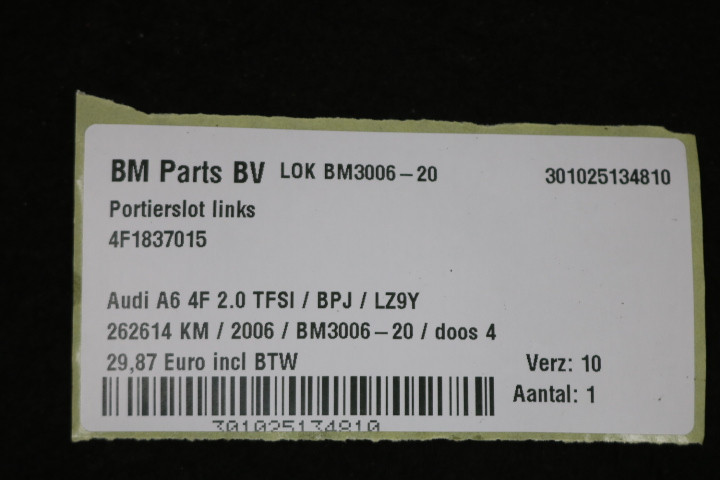 BM Parts BV LOK BM3006-20 301025134810
Portierslot links
4F1837015
Audi A6 4F 2.0 TFSI / BPJ / LZ9Y
262614 KM / 2006 / BM3006-20 / doos 4
29,87 Euro incl BTW Verz: 10
Aantal: 1
301025134810